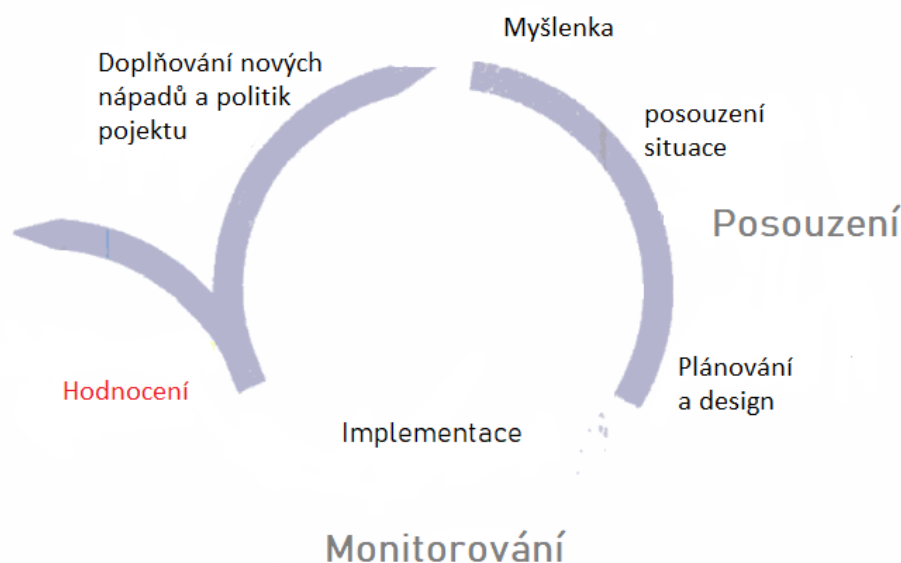 Myšlenka
Doplňování nových
nápadů a politik
pojektu
posouzení
situace
Posouzení
Plánování
a design
Hodnocení
Implementace
Monitorování